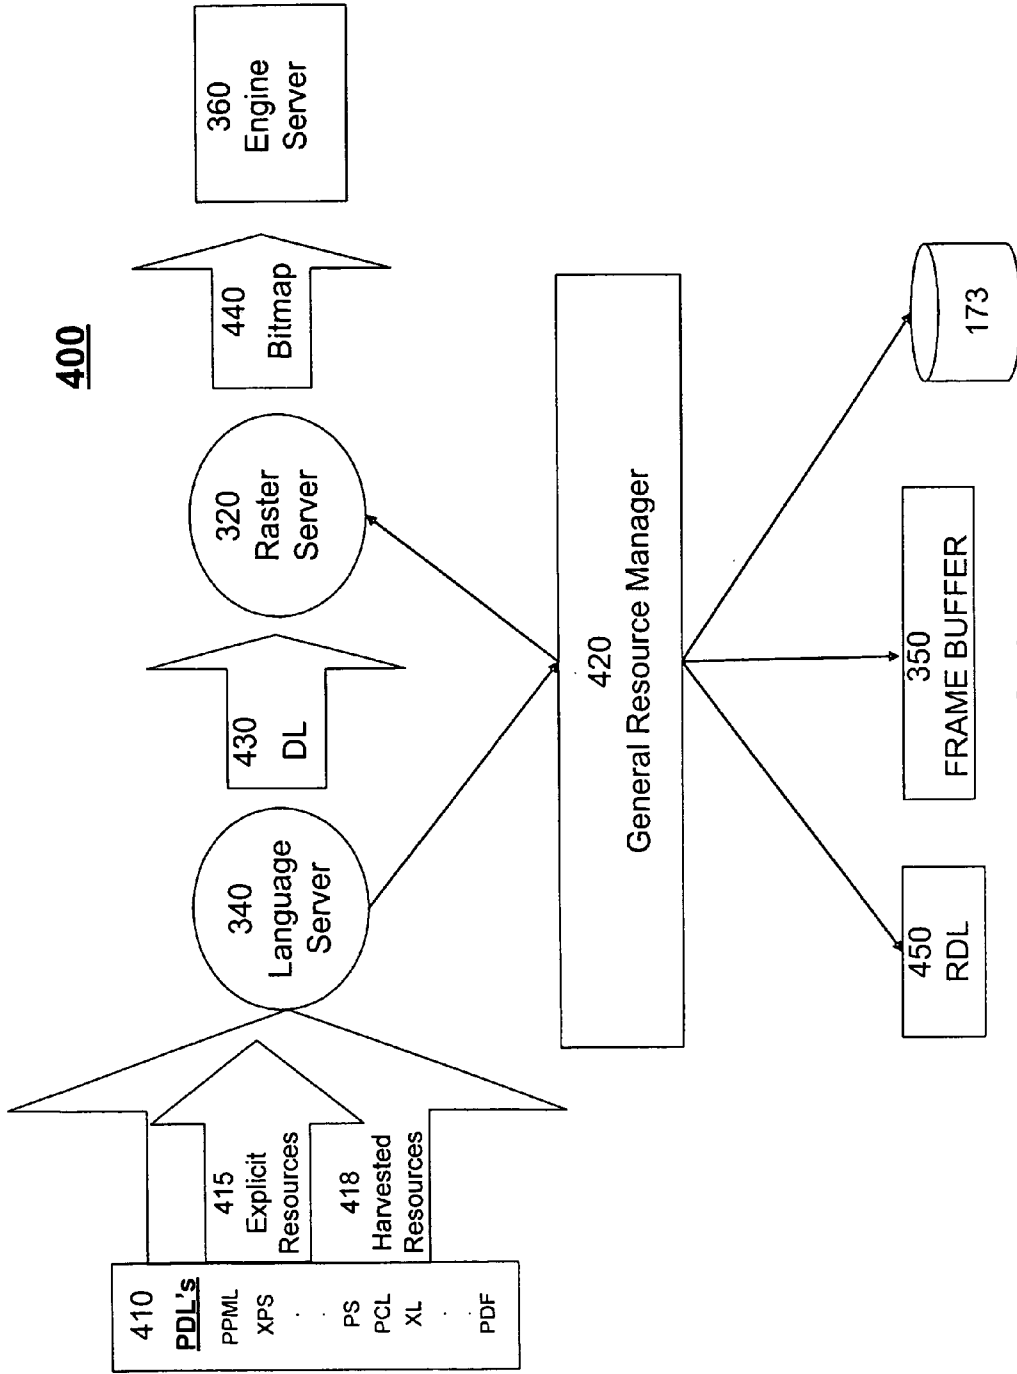 400
410
PDL's
PPML
XPS
.
.
PS
PCL
XL
.
.
PDF
415
Explicit
Resources
418
Harvested
Resources
340
Language
Server
430
DL
320
Raster
Server
440
Bitmap
360
Engine
Server
420
General Resource Manager
450
RDL
350
FRAME BUFFER
173